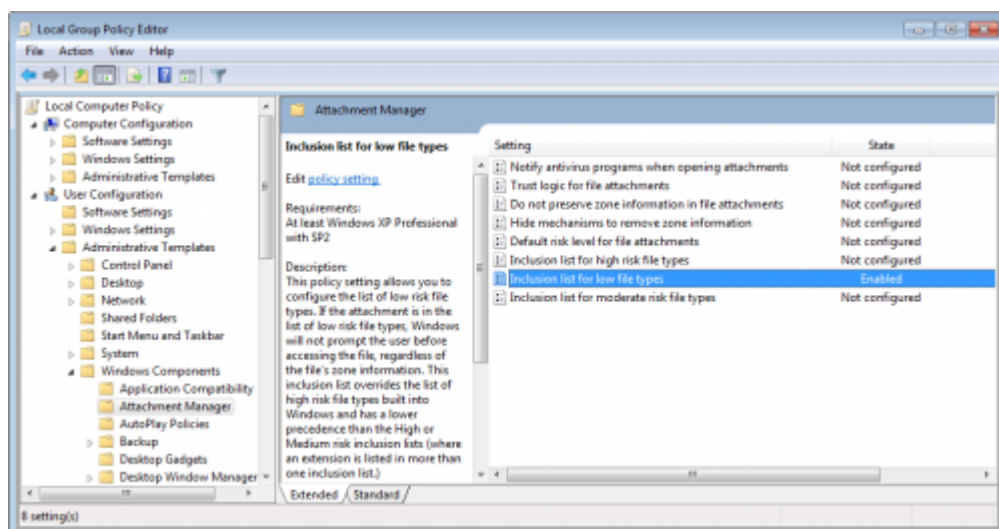 Local Group Policy Editor
File Action View Help
Local Computer Policy
Computer Configuration
Software Settings
Windows Settings
Administrative Templates
User Configuration
Software Settings
Windows Settings
Administrative Templates
Control Panel
Desktop
Network
Shared Folders
Start Menu and Taskbar
System
Windows Components
Application Compatibility
Attachment Manager
AutoPlay Policies
Backup
Desktop Gadgets
Desktop Window Manager
Attachment Manager
Inclusion list for low file types
Edit policy setting
Requirements:
At least Windows XP Professional
with SP2
Description:
This policy setting allows you to
configure the list of low risk file
types. If the attachment is in the
list of low risk file types, Windows
will not prompt the user before
accessing the file, regardless of
the file's zone information. This
inclusion list overrides the list of
high risk file types built into
Windows and has a lower
precedence than the High or
Medium risk inclusion lists (where
an extension is listed in more than
one inclusion list.)
Setting State
Notify antivirus programs when opening attachments Not configured
Trust logic for file attachments Not configured
Do not preserve zone information in file attachments Not configured
Hide mechanisms to remove zone information Not configured
Default risk level for file attachments Not configured
Inclusion list for high risk file types Not configured
Inclusion list for low file types Enabled
Inclusion list for moderate risk file types Not configured
Extended Standard
8 setting(s)